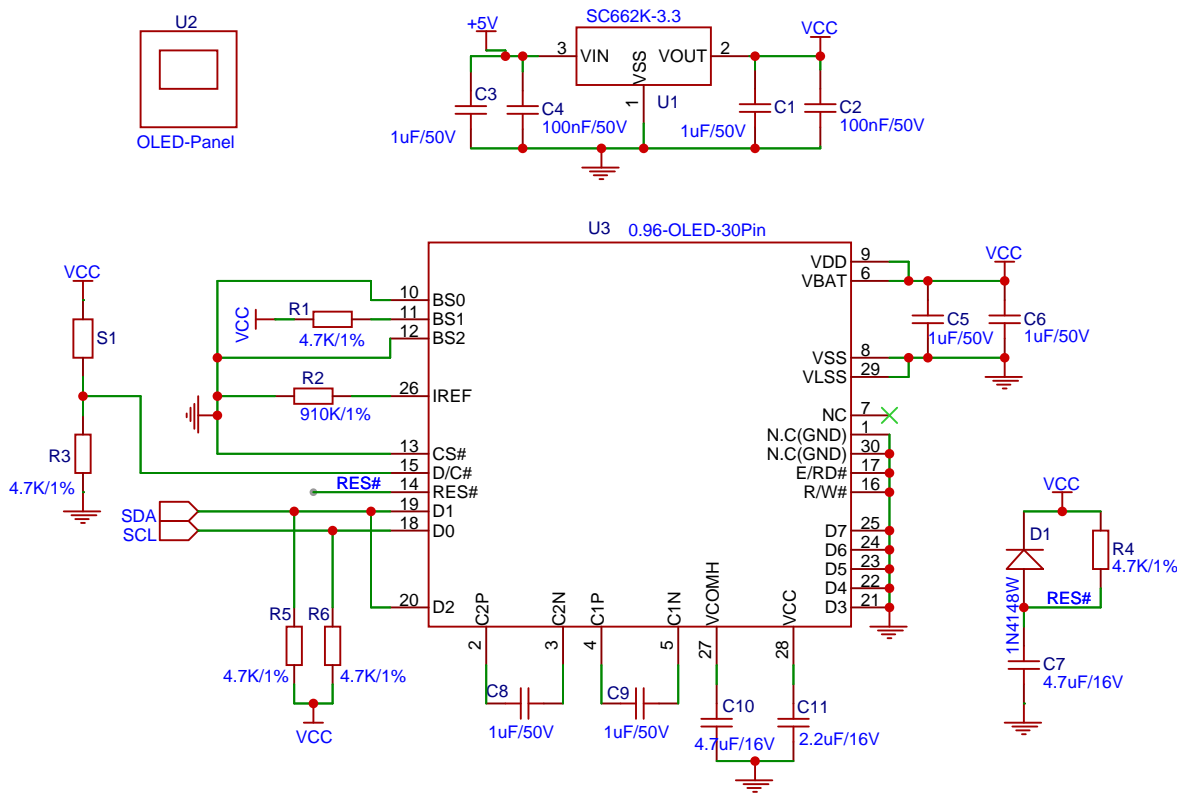 U2
OLED-Panel
SC662K-3.3
+5V
VCC
3
VIN
VOUT
2
VSS
1
U1
C3
1uF/50V
C4
100nF/50V
C1
1uF/50V
C2
100nF/50V
U3
0.96-OLED-30Pin
VCC
S1
R3
4.7K/1%
VCC
R1
4.7K/1%
R2
910K/1%
10 BS0
11 BS1
12 BS2
26 IREF
13 CS#
15 D/C#
RES#
14 RES#
SDA
19 D1
SCL
18 D0
20 D2
R5
4.7K/1%
R6
4.7K/1%
VCC
VDD 9
VBAT 6
VSS 8
VLSS 29
NC 7
N.C(GND) 1
N.C(GND) 30
E/RD# 17
R/W# 16
D7 25
D6 24
D5 23
D4 22
D3 21
VCC
C5
1uF/50V
C6
1uF/50V
C2P
2
C2N
3
C1P
4
C1N
5
VCOMH
27
VCC
28
C8
1uF/50V
C9
1uF/50V
C10
4.7uF/16V
C11
2.2uF/16V
VCC
D1
1N4148W
R4
4.7K/1%
RES#
C7
4.7uF/16V